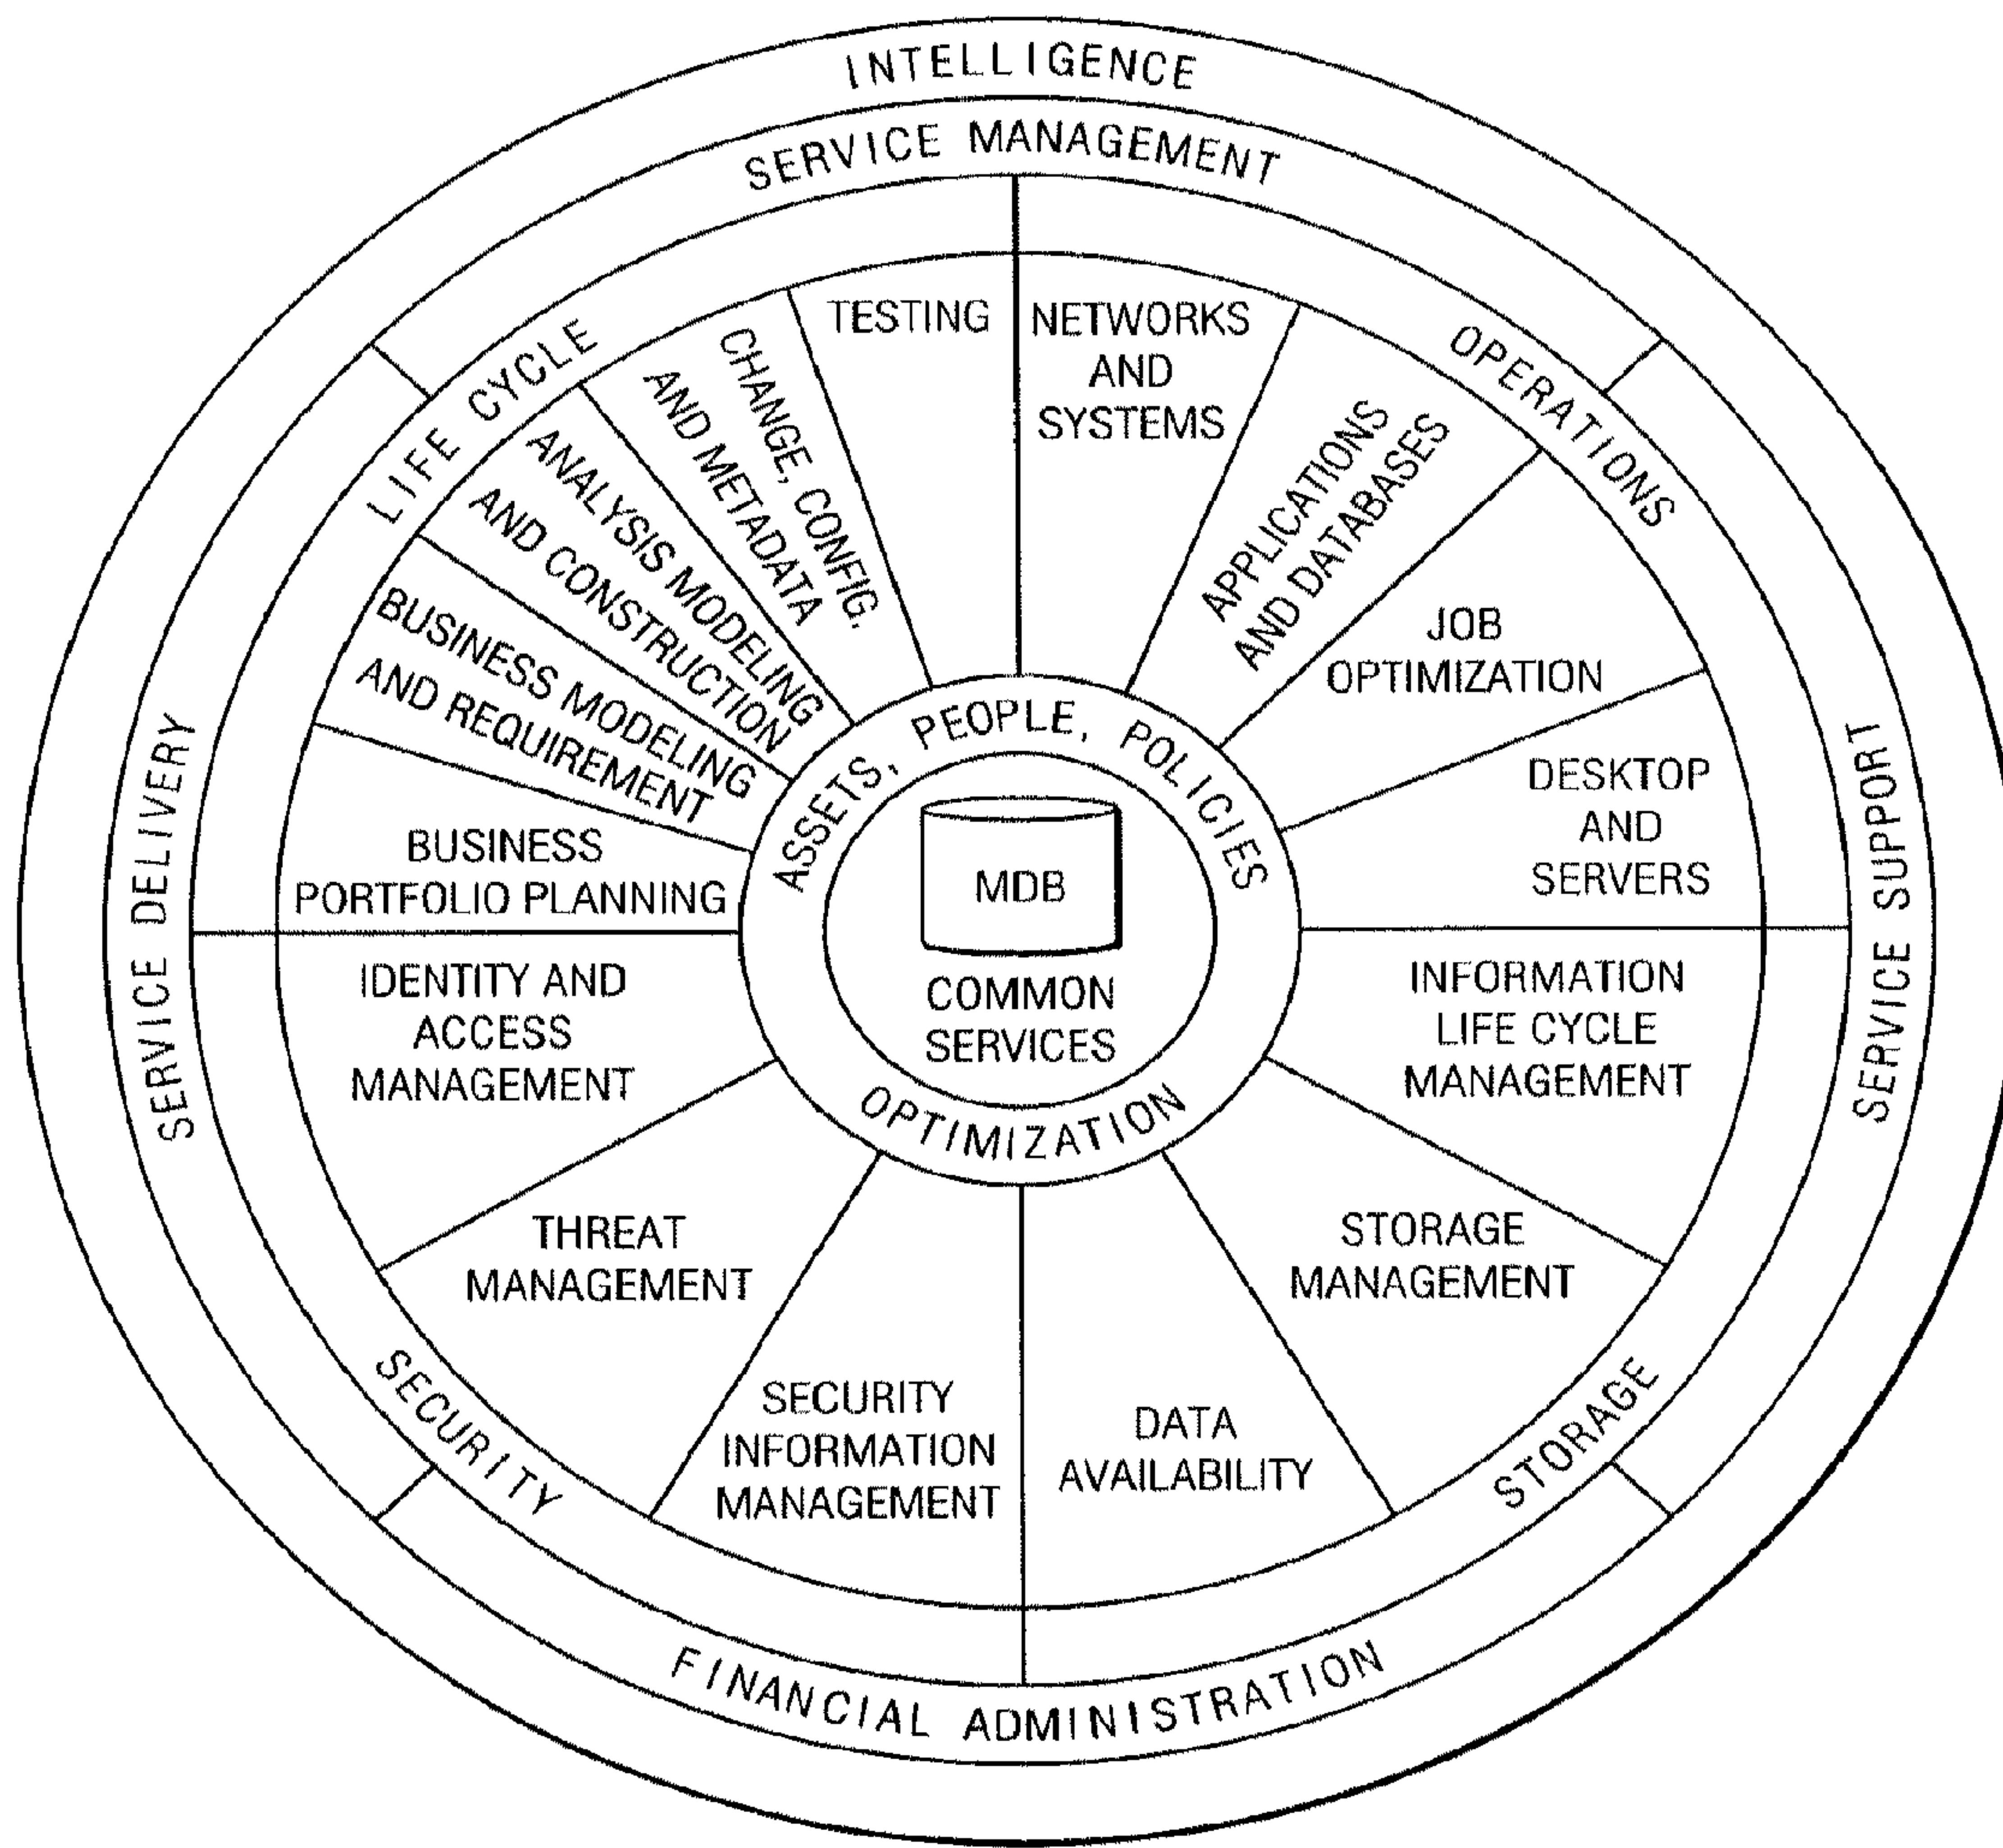 INTELLIGENCE
SERVICE MANAGEMENT
LIFE CYCLE
OPERATIONS
SERVICE DELIVERY
SERVICE SUPPORT
TESTING
CHANGE, CONFIG,
AND METADATA
ANALYSIS MODELING
AND CONSTRUCTION
BUSINESS MODELING
AND REQUIREMENT
BUSINESS
PORTFOLIO PLANNING
NETWORKS
AND
SYSTEMS
APPLICATIONS
AND DATABASES
JOB
OPTIMIZATION
DESKTOP
AND
SERVERS
ASSETS, PEOPLE, POLICIES
MDB
COMMON
SERVICES
OPTIMIZATION
IDENTITY AND
ACCESS
MANAGEMENT
THREAT
MANAGEMENT
SECURITY
INFORMATION
MANAGEMENT
INFORMATION
LIFE CYCLE
MANAGEMENT
STORAGE
MANAGEMENT
DATA
AVAILABILITY
SECURITY
STORAGE
FINANCIAL ADMINISTRATION